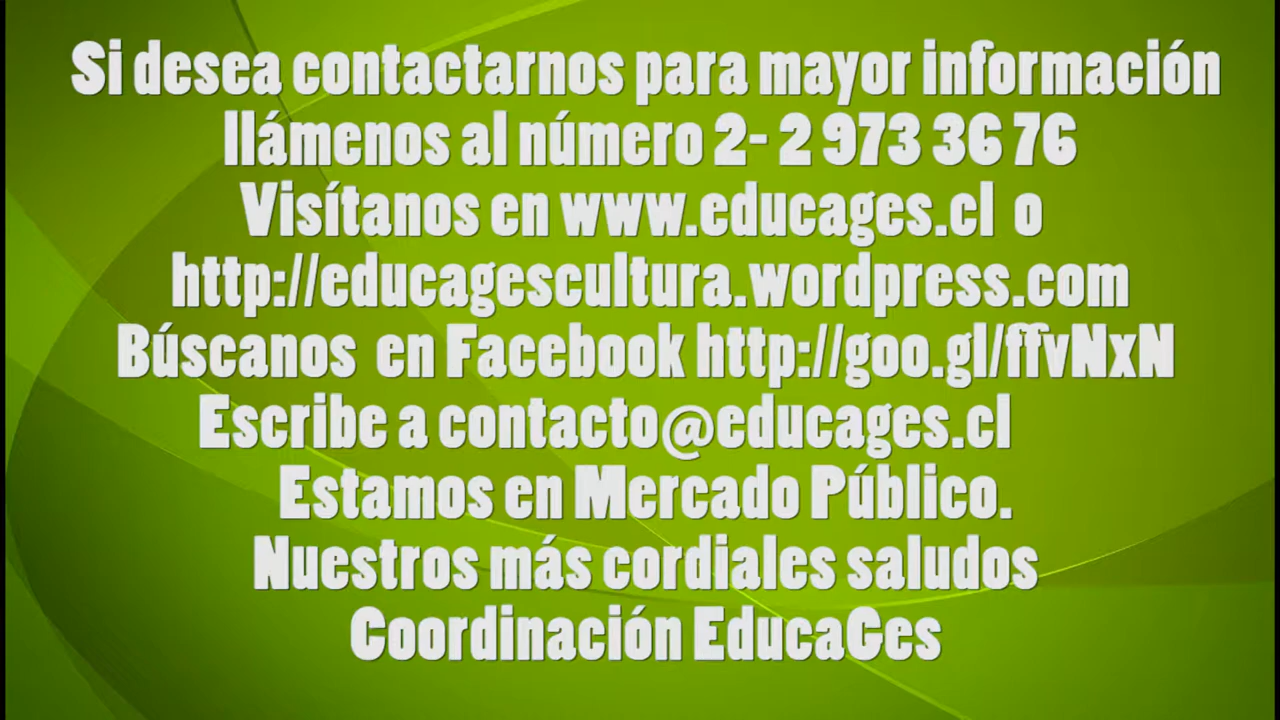 Si desea contactarnos para mayor información
llámenos al número 2- 2 973 36 76
Visítanos en www.educages.cl o
http://educagescultura.wordpress.com
Búscanos en Facebook http://goo.gl/ffvNxN
Escribe a contacto@educages.cl
Estamos en Mercado Público.
Nuestros más cordiales saludos
Coordinación EducaGes